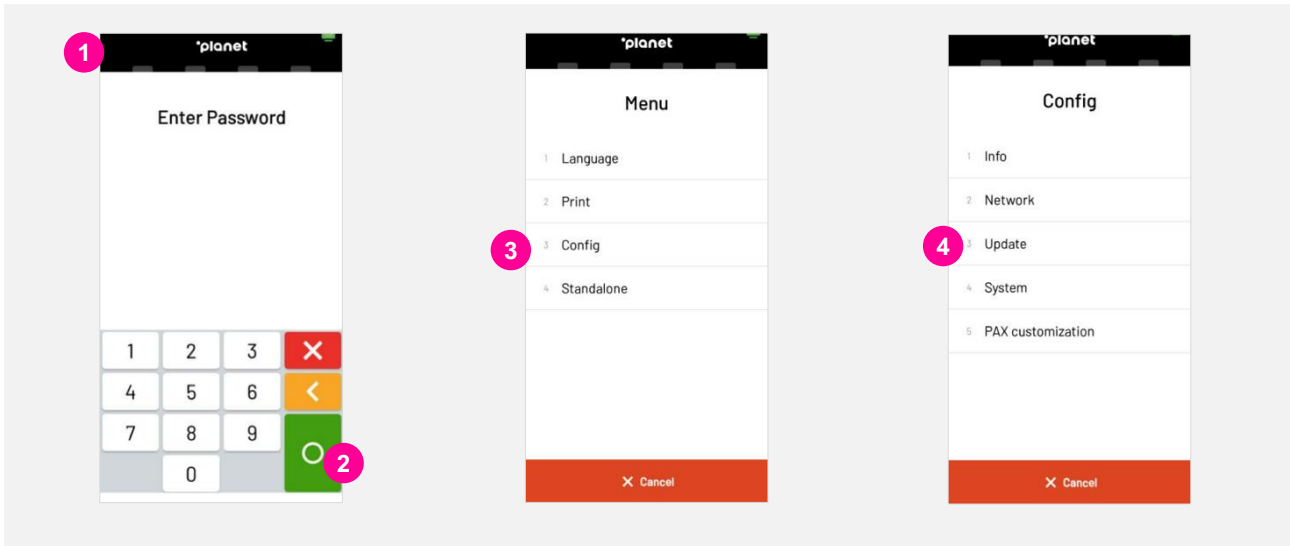 1
planet
Enter Password
1 2 3
4 5 6
7 8 9
0
2
planet
Menu
1 Language
2 Print
3
3 Config
4 Standalone
Cancel
planet
Config
1 Info
2 Network
4
3 Update
4 System
5 PAX customization
Cancel